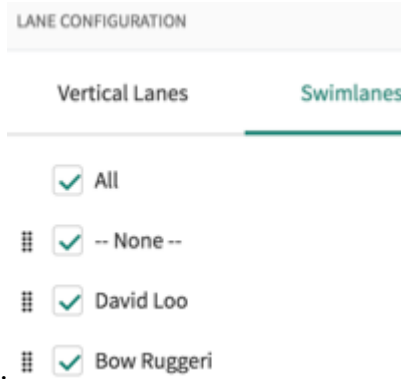 LANE CONFIGURATION
Vertical Lanes Swimlanes
All
-- None --
David Loo
. Bow Ruggeri